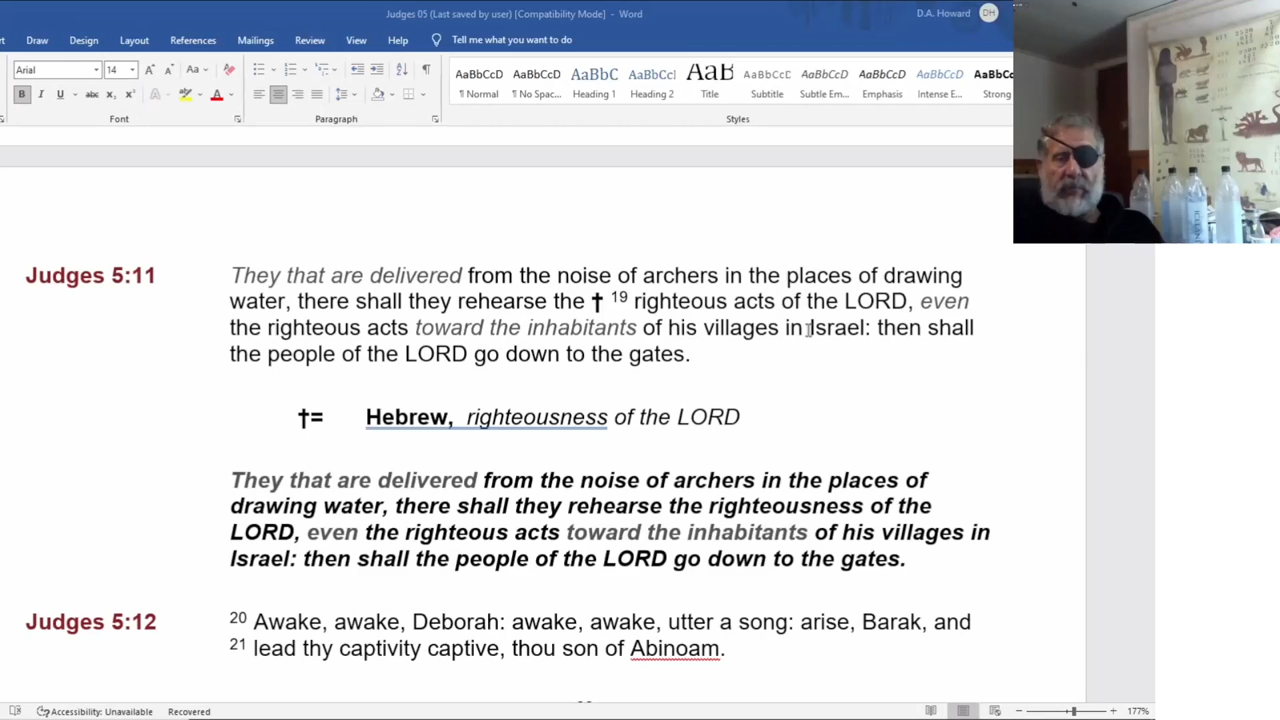 Judges 05 (Last saved by user) [Compatibility Mode] - Word
D.A. Howard DH
Draw Design Layout References Mailings Review View Help Tell me what you want to do
Arial 14
AaBbCcD AaBbCcD AaBbC AaBbCc AaB AaBbCcD AaBbCcD AaBbCcD AaBbCcD AaBbC
¶ Normal ¶ No Spac... Heading 1 Heading 2 Title Subtitle Subtle Em... Emphasis Intense E... Strong
Font Paragraph Styles
Judges 5:11 They that are delivered from the noise of archers in the places of drawing
water, there shall they rehearse the † 19 righteous acts of the LORD, even
the righteous acts toward the inhabitants of his villages in Israel: then shall
the people of the LORD go down to the gates.
†= Hebrew, righteousness of the LORD
They that are delivered from the noise of archers in the places of
drawing water, there shall they rehearse the righteousness of the
LORD, even the righteous acts toward the inhabitants of his villages in
Israel: then shall the people of the LORD go down to the gates.
Judges 5:12 20 Awake, awake, Deborah: awake, awake, utter a song: arise, Barak, and
21 lead thy captivity captive, thou son of Abinoam.
Accessibility: Unavailable Recovered 177%